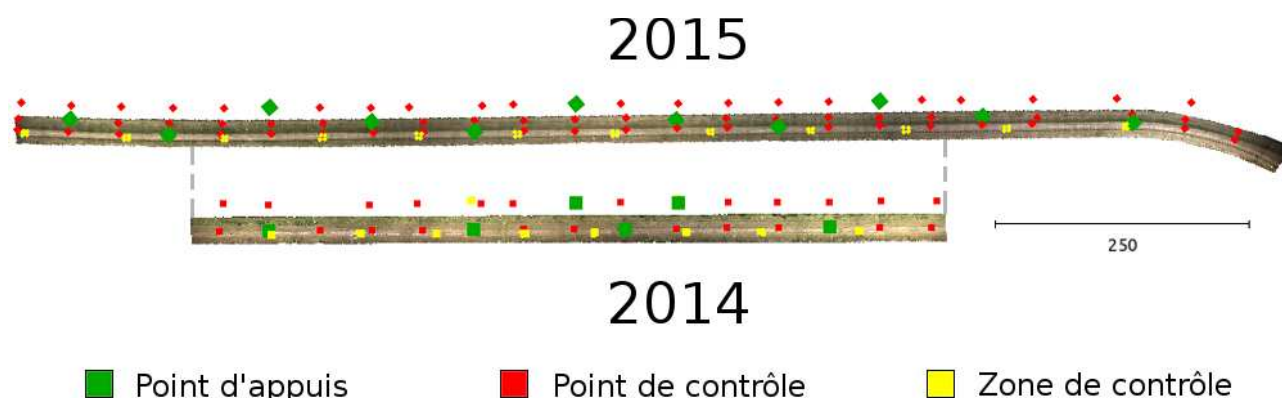 2015
250
2014
Point d'appuis
Point de contrôle
Zone de contrôle